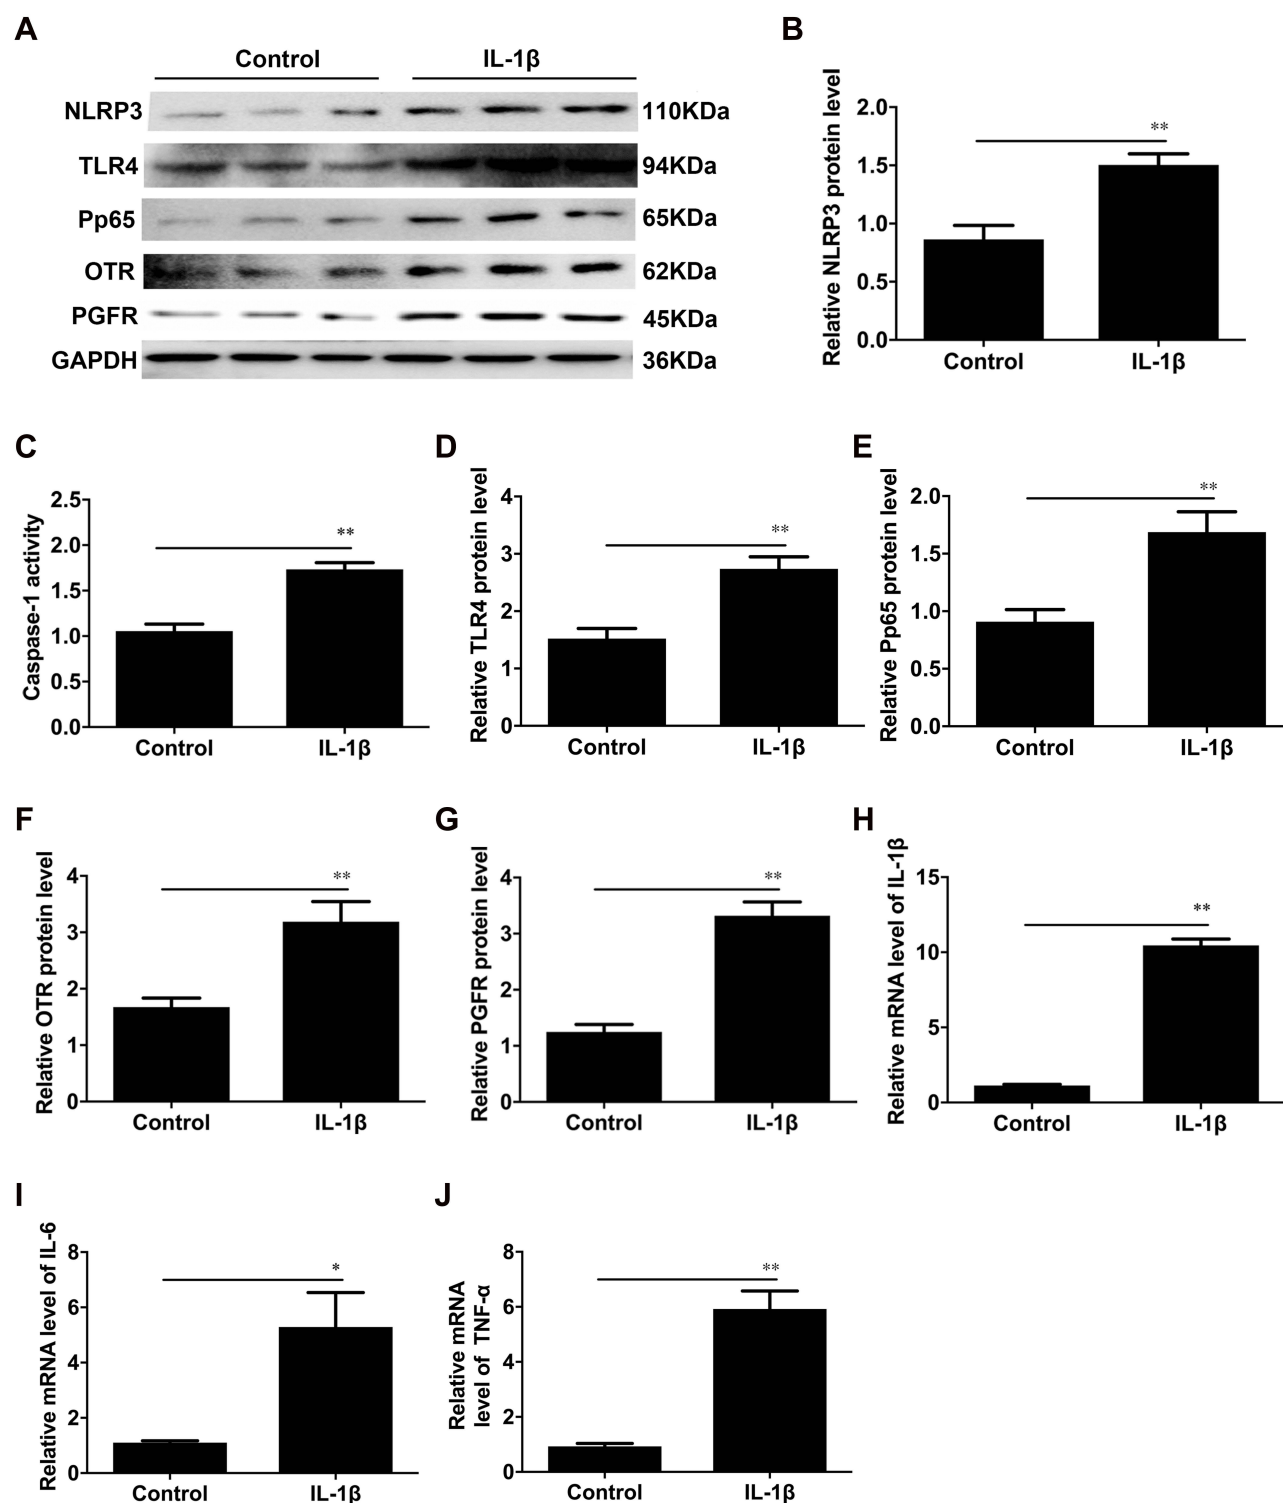 A
Control IL-1β
NLRP3 110KDa
TLR4 94KDa
Pp65 65KDa
OTR 62KDa
PGFR 45KDa
GAPDH 36KDa
B
Relative NLRP3 protein level
2.0
1.5
1.0
0.5
0.0
**
Control IL-1β
C
Caspase-1 activity
2.5
2.0
1.5
1.0
0.5
0.0
**
Control IL-1β
D
Relative TLR4 protein level
4
3
2
1
0
**
Control IL-1β
E
Relative Pp65 protein level
2.0
1.5
1.0
0.5
0.0
**
Control IL-1β
F
Relative OTR protein level
4
3
2
1
0
**
Control IL-1β
G
Relative PGFR protein level
4
3
2
1
0
**
Control IL-1β
H
Relative mRNA level of IL-1β
15
10
5
0
**
Control IL-1β
I
Relative mRNA level of IL-6
8
6
4
2
0
*
Control IL-1β
J
Relative mRNA
level of TNF-α
8
6
4
2
0
**
Control IL-1β